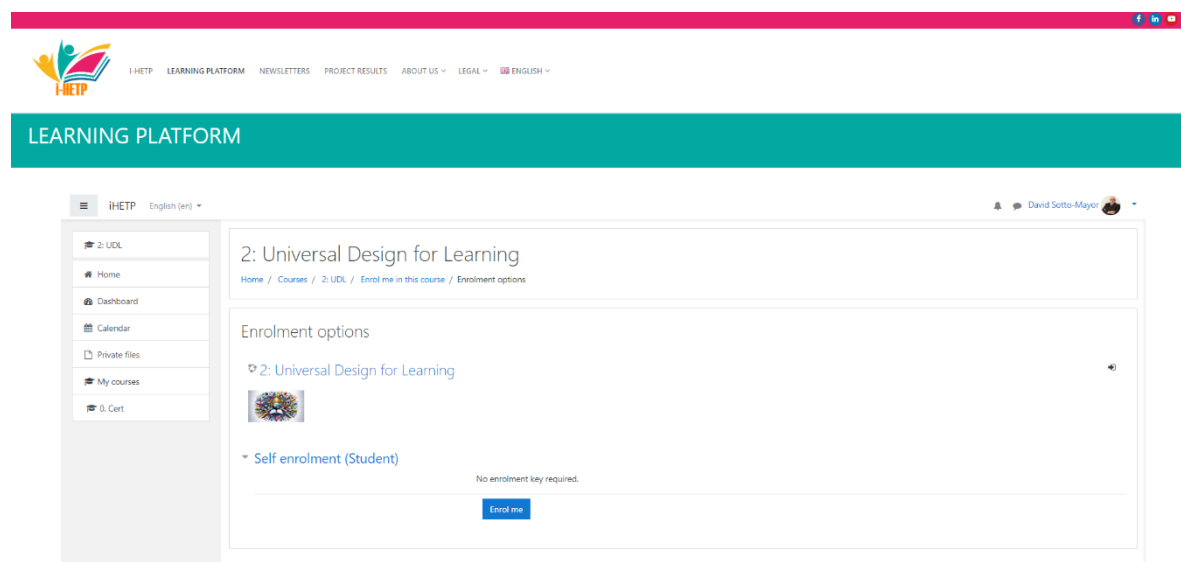 i-HETP
I-HETP LEARNING PLATFORM NEWSLETTERS PROJECT RESULTS ABOUT US LEGAL ENGLISH
LEARNING PLATFORM
iHETP English (en) David Sotto-Mayor
2: UDL
Home
Dashboard
Calendar
Private files
My courses
0. Cert
2: Universal Design for Learning
Home / Courses / 2: UDL / Enrol me in this course / Enrolment options
Enrolment options
2: Universal Design for Learning
Self enrolment (Student)
No enrolment key required.
Enrol me